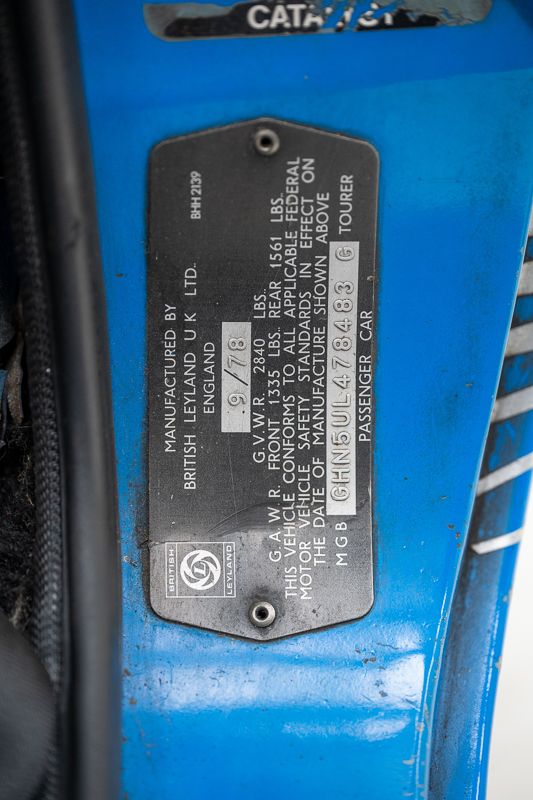 CATALYST
BHH 2139
MANUFACTURED BY
BRITISH LEYLAND U K LTD.
ENGLAND
9/78
G.V.W.R. 2840 LBS.
G.A.W.R. FRONT 1335 LBS. REAR 1561 LBS.
THIS VEHICLE CONFORMS TO ALL APPLICABLE FEDERAL
MOTOR VEHICLE SAFETY STANDARDS IN EFFECT ON
THE DATE OF MANUFACTURE SHOWN ABOVE
MGB GHN5UL478483 G TOURER
PASSENGER CAR
BRITISH
LEYLAND